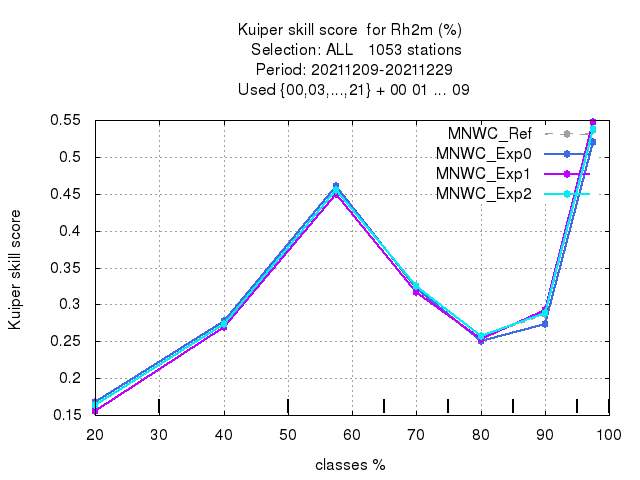 Kuiper skill score  for Rh2m (%)
Selection: ALL   1053 stations
Period: 20211209-20211229
Used {00,03,...,21} + 00 01 ... 09
MNWC_Ref
MNWC_Exp0
MNWC_Exp1
MNWC_Exp2
0.55
0.5
0.45
0.4
0.35
0.3
0.25
0.2
0.15
Kuiper skill score
20 30 40 50 60 70 80 90 100
classes %